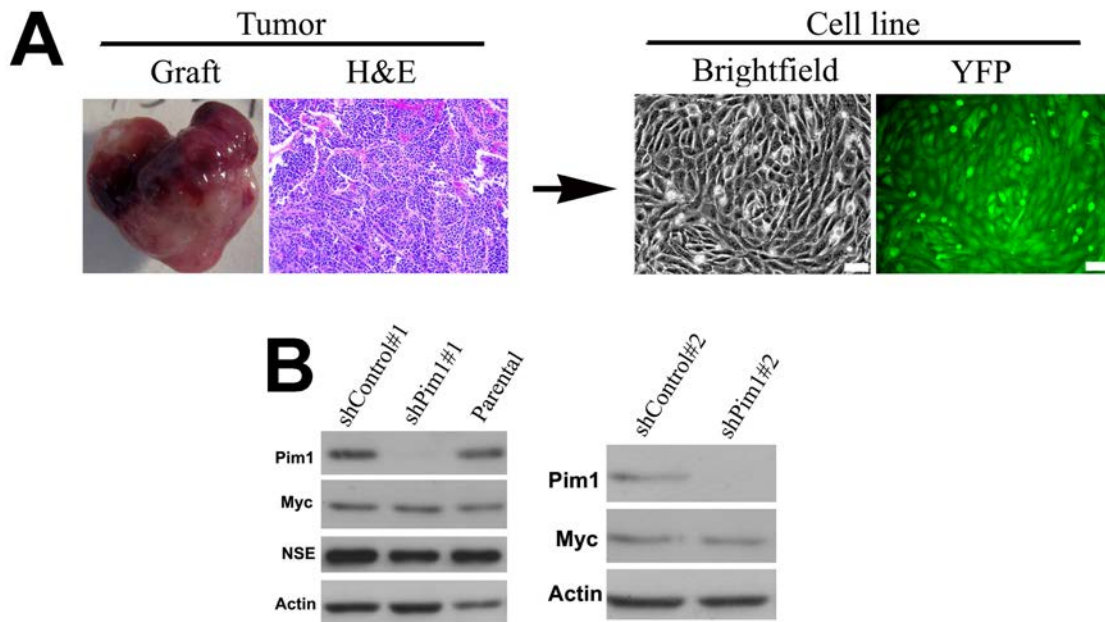 A
Tumor
Cell line
Graft
H&E
Brightfield
YFP
B
shControl#1
shPim1#1
Parental
Pim1
Myc
NSE
Actin
shControl#2
shPim1#2
Pim1
Myc
Actin